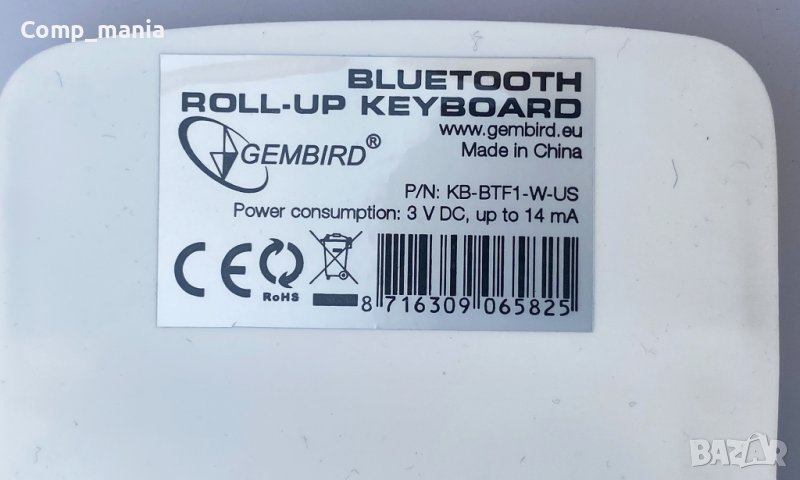 Comp_mania
BLUETOOTH
ROLL-UP KEYBOARD
www.gembird.eu
GEMBIRD®
Made in China
P/N: KB-BTF1-W-US
Power consumption: 3 V DC, up to 14 mA
CE
RoHS
8 716309 065825
BAZAR